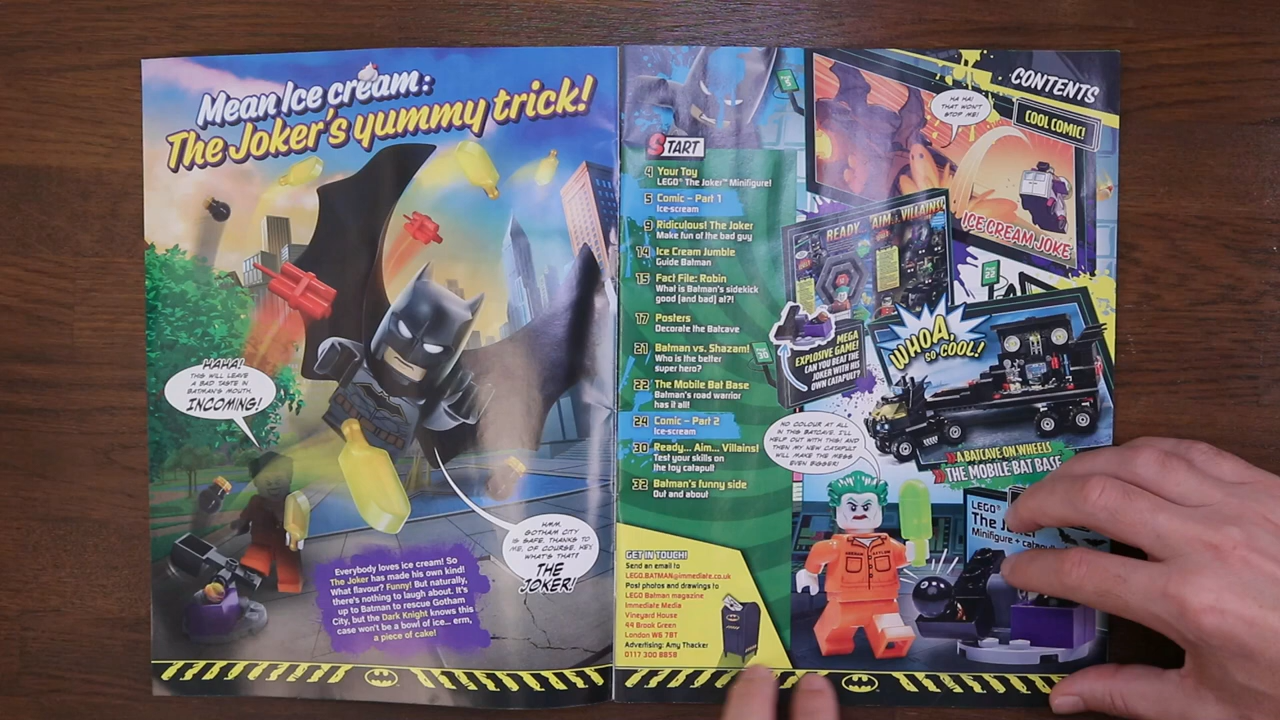 Mean Ice cream:
The Joker's yummy trick!
HAHA!
THIS WILL LEAVE
A BAD TASTE IN
BATMAN'S MOUTH.
INCOMING!
HMM,
GOTHAM CITY
IS SAFE. THANKS TO
ME, OF COURSE. HEY
WHAT'S THAT?
THE
JOKER!
Everybody loves ice cream! So
The Joker has made his own kind!
What flavour? Funny! But naturally,
there's nothing to laugh about. It's
up to Batman to rescue Gotham
City, but the Dark Knight knows this
case won't be a bowl of ice... erm,
a piece of cake!
START
4 Your Toy
LEGO® The Joker™ Minifigure!
5 Comic – Part 1
Ice-scream
9 Ridiculous! The Joker
Make fun of the bad guy
14 Ice Cream Jumble
Guide Batman
15 Fact File: Robin
What is Batman's sidekick
good (and bad) at?!
17 Posters
Decorate the Batcave
21 Batman vs. Shazam!
Who is the better
super hero?
22 The Mobile Bat Base
Batman's road warrior
has it all!
24 Comic – Part 2
Ice-scream
30 Ready... Aim... Villains!
Test your skills on
the toy catapult
32 Batman's funny side
Out and about
GET IN TOUCH!
Send an email to
LEGO.BATMAN@immediate.co.uk
Post photos and drawings to
LEGO Batman magazine
Immediate Media
Vineyard House
44 Brook Green
London W6 7BT
Advertising: Amy Thacker
0117 300 8858
CONTENTS
HA HA!
THAT WON'T
STOP ME!
COOL COMIC!
ICE CREAM JOKE
READY... AIM... VILLAINS!
PAGE
22
WHOA,
SO COOL!
MEGA
EXPLOSIVE GAME!
CAN YOU BEAT THE
JOKER WITH HIS
OWN CATAPULT?
PAGE
30
NO COLOUR AT ALL
IN THIS BATCAVE. I'LL
HELP OUT WITH THIS! AND
THEN MY NEW CATAPULT
WILL MAKE THE MESS
EVEN BIGGER!
A BATCAVE ON WHEELS
THE MOBILE BAT BASE
LEGO®
The
Minifigure +